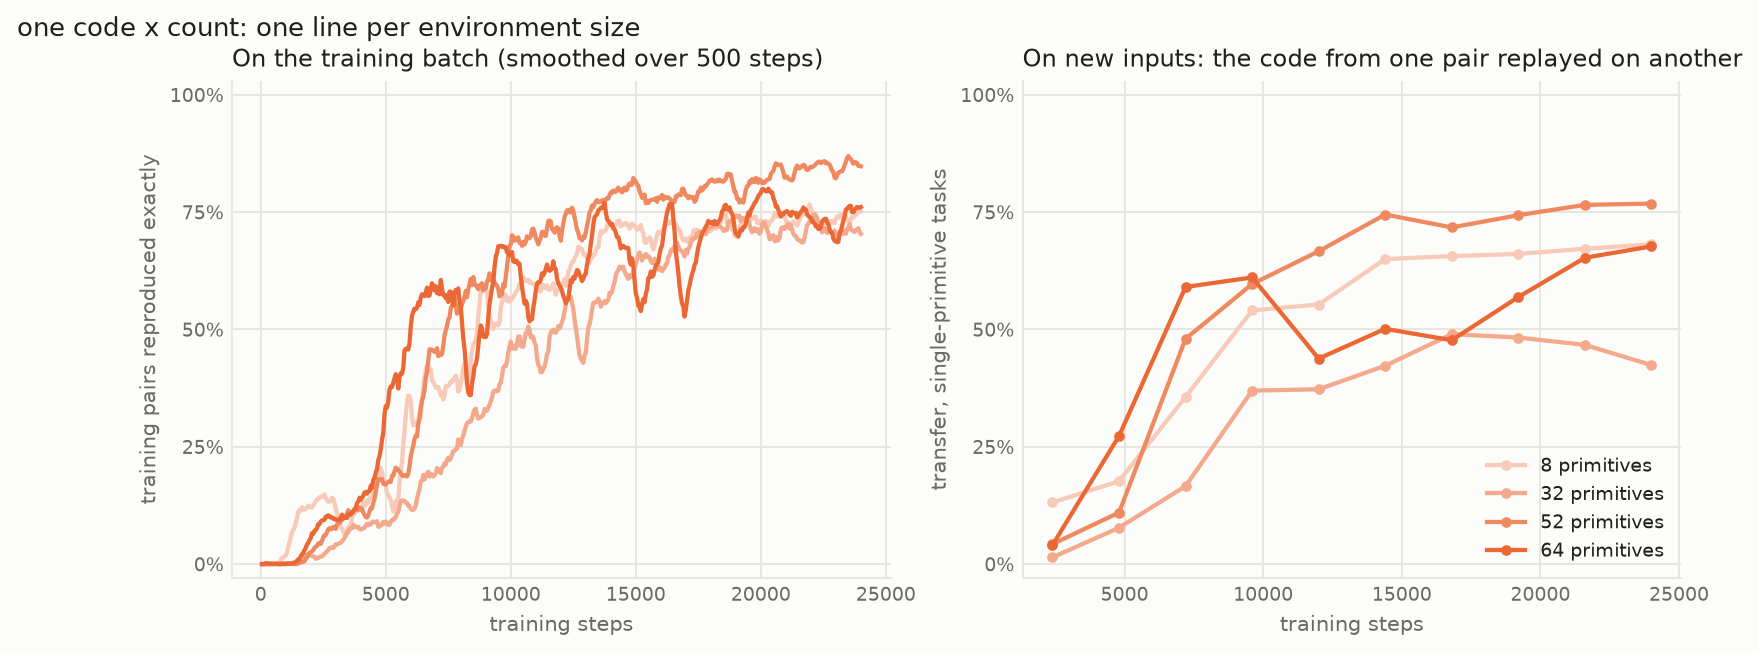 one code x count: one line per environment size
On the training batch (smoothed over 500 steps)
training pairs reproduced exactly
100%
75%
50%
25%
0%
0
5000
10000
15000
20000
25000
training steps
On new inputs: the code from one pair replayed on another
transfer, single-primitive tasks
100%
75%
50%
25%
0%
5000
10000
15000
20000
25000
training steps
8 primitives
32 primitives
52 primitives
64 primitives